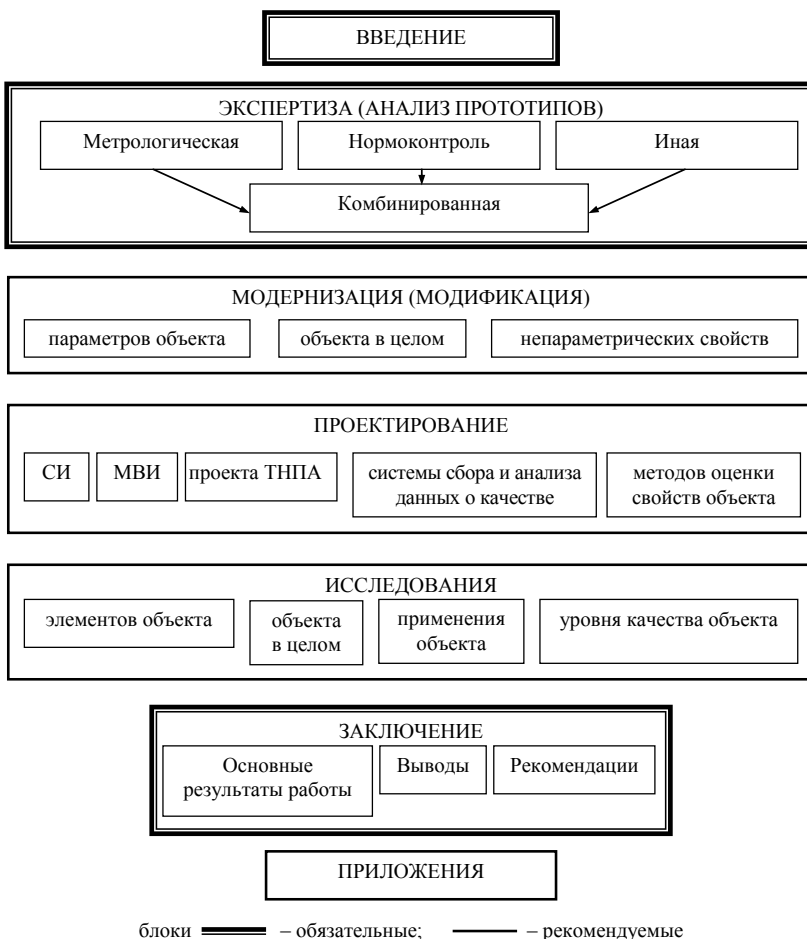 ВВЕДЕНИЕ
ЭКСПЕРТИЗА (АНАЛИЗ ПРОТОТИПОВ)
Метрологическая
Нормоконтроль
Иная
Комбинированная
МОДЕРНИЗАЦИЯ (МОДИФИКАЦИЯ)
параметров объекта
объекта в целом
непараметрических свойств
ПРОЕКТИРОВАНИЕ
СИ
МВИ
проекта ТНПА
системы сбора и анализа
данных о качестве
методов оценки
свойств объекта
ИССЛЕДОВАНИЯ
элементов объекта
объекта
в целом
применения
объекта
уровня качества объекта
ЗАКЛЮЧЕНИЕ
Основные
результаты работы
Выводы
Рекомендации
ПРИЛОЖЕНИЯ
блоки – обязательные; – рекомендуемые